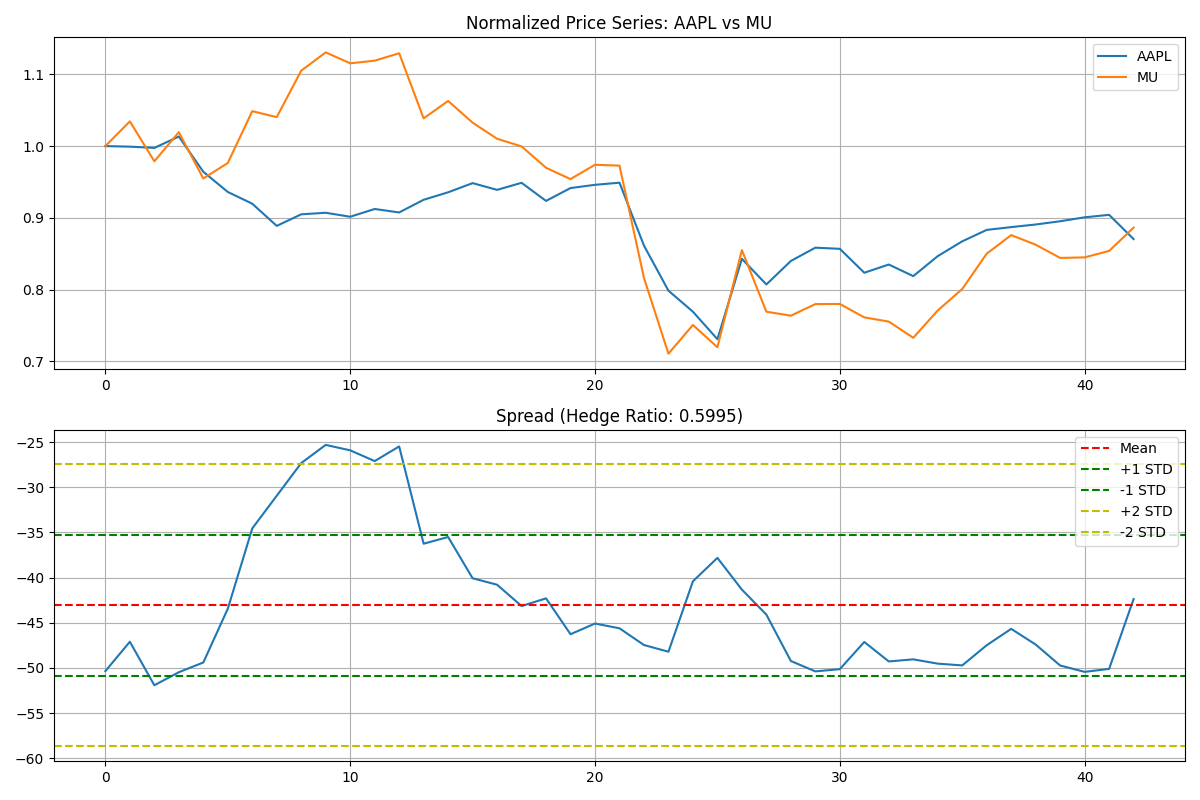 Normalized Price Series: AAPL vs MU
AAPL
MU
1.1
1.0
0.9
0.8
0.7
0 10 20 30 40
Spread (Hedge Ratio: 0.5995)
Mean
+1 STD
-1 STD
+2 STD
-2 STD
−25
−30
−35
−40
−45
−50
−55
−60
0 10 20 30 40